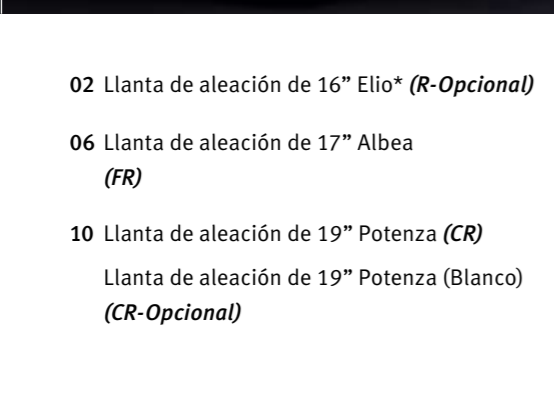 02 Llanta de aleación de 16” Elio* (R-Opcional)
06 Llanta de aleación de 17” Albea
(FR)
10 Llanta de aleación de 19” Potenza (CR)
Llanta de aleación de 19” Potenza (Blanco)
(CR-Opcional)